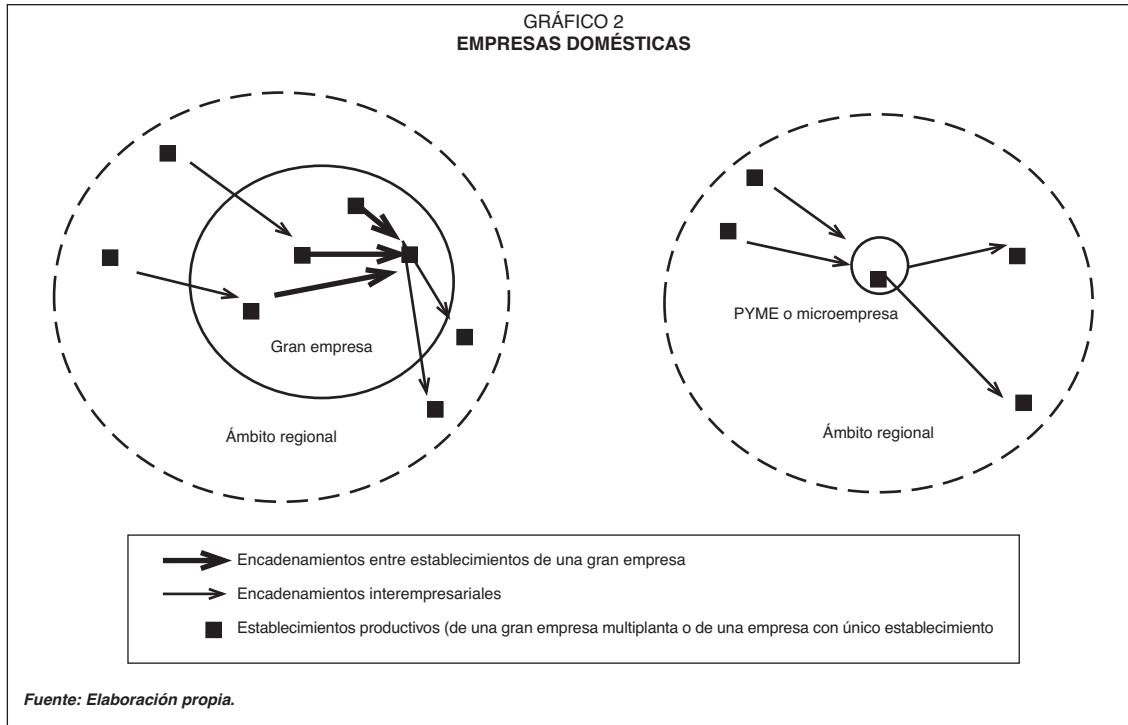 GRÁFICO 2
EMPRESAS DOMÉSTICAS
Gran empresa
Ámbito regional
PYME o microempresa
Ámbito regional
Encadenamientos entre establecimientos de una gran empresa
Encadenamientos interempresariales
Establecimientos productivos (de una gran empresa multiplanta o de una empresa con único establecimiento
Fuente: Elaboración propia.